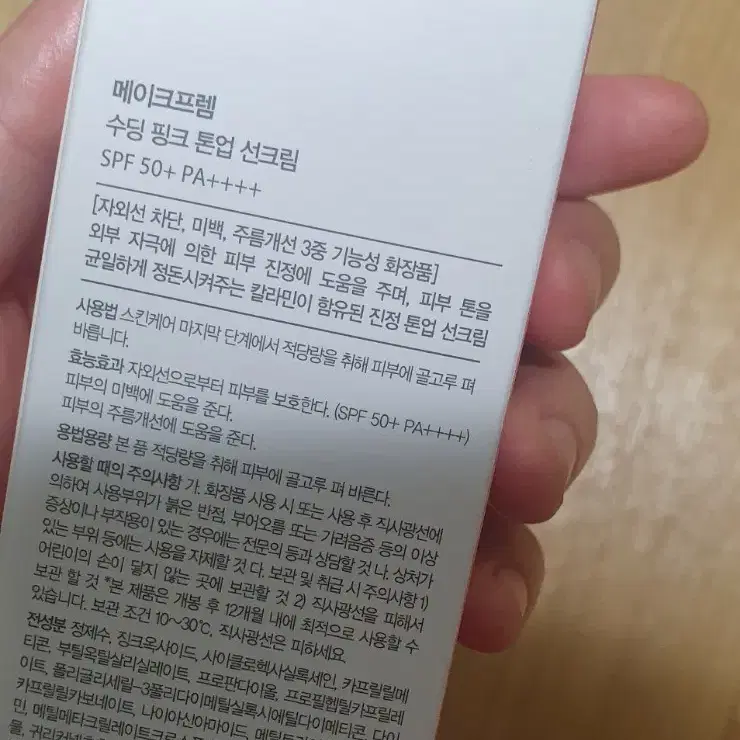 메이크프렘
수딩 핑크 톤업 선크림
SPF 50+ PA++++
[자외선 차단, 미백, 주름개선 3중 기능성 화장품]
외부 자극에 의한 피부 진정에 도움을 주며, 피부 톤을
균일하게 정돈시켜주는 칼라민이 함유된 진정 톤업 선크림
사용법 스킨케어 마지막 단계에서 적당량을 취해 피부에 골고루 펴
바릅니다.
효능효과 자외선으로부터 피부를 보호한다. (SPF 50+ PA++++)
피부의 미백에 도움을 준다.
피부의 주름개선에 도움을 준다.
용법용량 본 품 적당량을 취해 피부에 골고루 펴 바른다.
사용할 때의 주의사항 가. 화장품 사용 시 또는 사용 후 직사광선에
의하여 사용부위가 붉은 반점, 부어오름 또는 가려움증 등의 이상
증상이나 부작용이 있는 경우에는 전문의 등과 상담할 것 나. 상처가
있는 부위 등에는 사용을 자제할 것 다. 보관 및 취급 시 주의사항 1)
어린이의 손이 닿지 않는 곳에 보관할 것 2) 직사광선을 피해서
보관 할 것 *본 제품은 개봉 후 12개월 내에 최적으로 사용할 수
있습니다. 보관 조건 10~30℃, 직사광선은 피하세요.
전성분 정제수, 징크옥사이드, 사이클로헥사실록세인, 카프릴릴메
티콘, 부틸옥틸살리실레이트, 프로판다이올, 프로필헵틸카프릴레
이트, 폴리글리세릴-3폴리다이메틸실록시에틸다이메티콘, 다이
카프릴릴카보네이트, 나이아신아마이드,
민, 메틸메타크릴레이트크로스